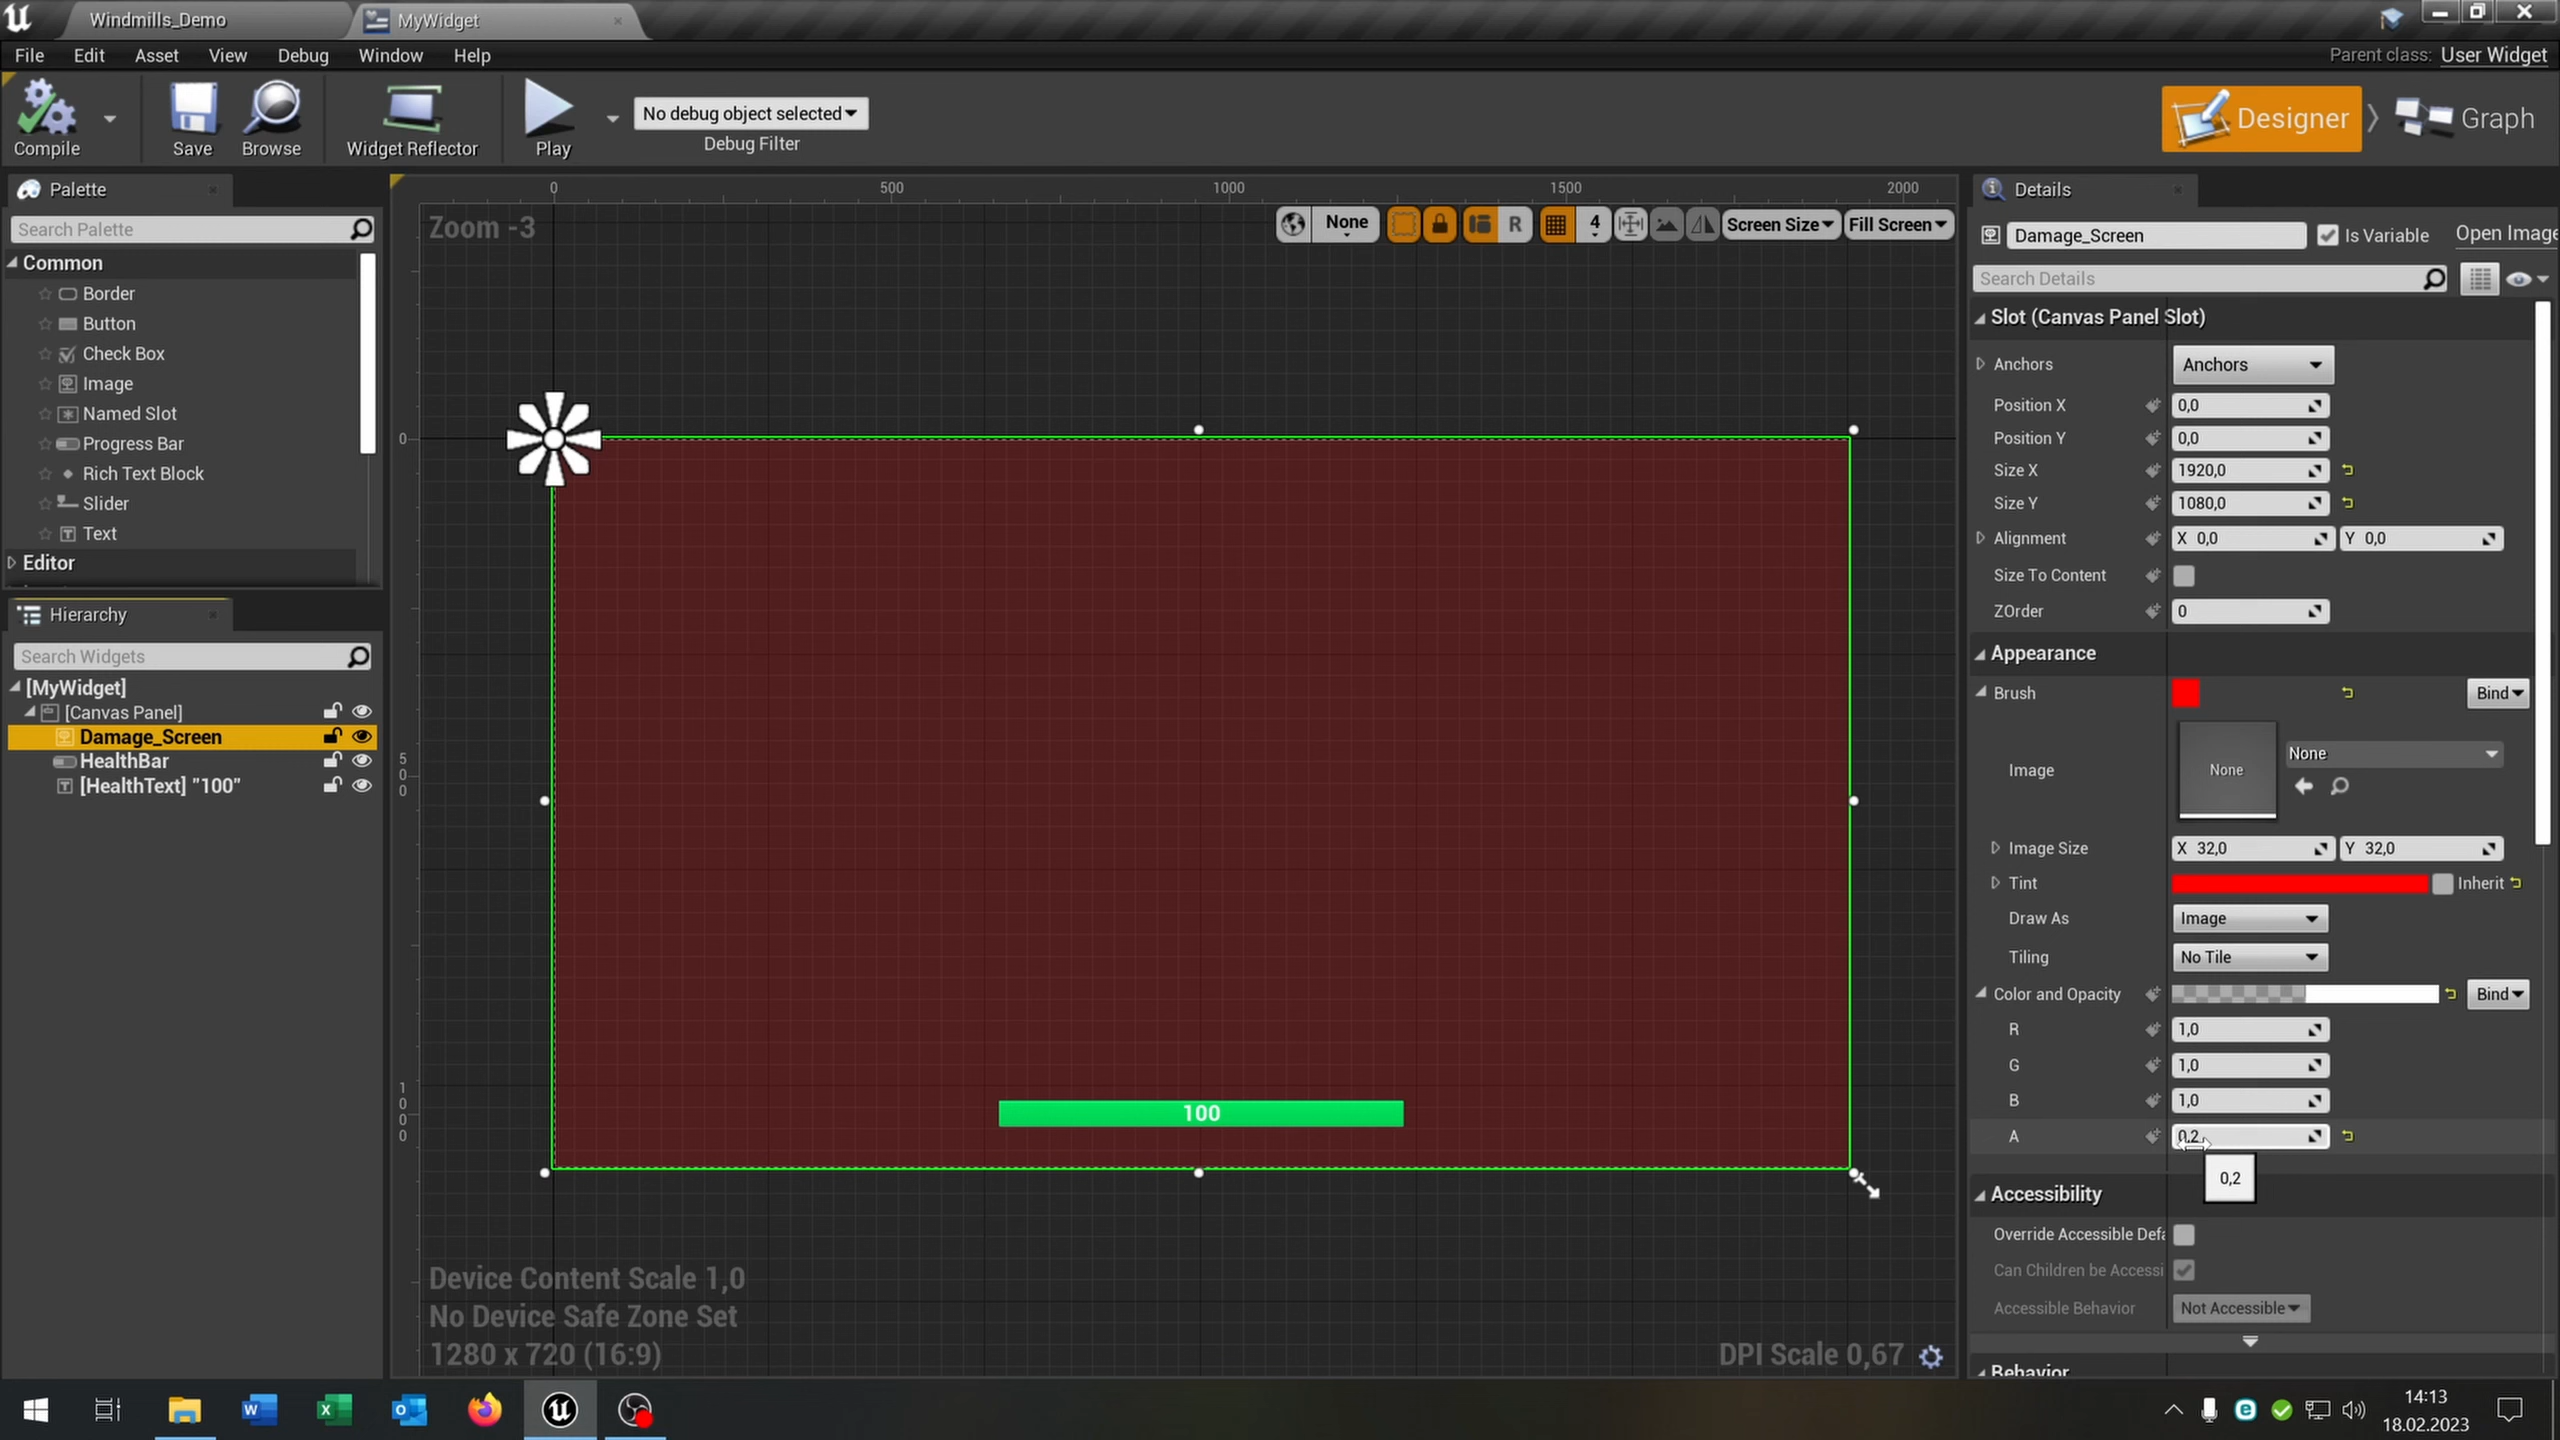 Windmills_Demo
MyWidget
File Edit Asset View Debug Window Help
Parent class: User Widget
Compile
Save
Browse
Widget Reflector
Play
No debug object selected
Debug Filter
Designer
Graph
Palette
Search Palette
Common
Border
Button
Check Box
Image
Named Slot
Progress Bar
Rich Text Block
Slider
Text
Editor
Hierarchy
Search Widgets
[MyWidget]
[Canvas Panel]
Damage_Screen
HealthBar
[HealthText] "100"
0 500 1000 1500 2000
Zoom -3
None
R
4
Screen Size
Fill Screen
0
500
1000
100
Device Content Scale 1,0
No Device Safe Zone Set
1280 x 720 (16:9)
DPI Scale 0,67
Details
Damage_Screen
Is Variable
Open Image
Search Details
Slot (Canvas Panel Slot)
Anchors Anchors
Position X 0,0
Position Y 0,0
Size X 1920,0
Size Y 1080,0
Alignment X 0,0 Y 0,0
Size To Content
ZOrder 0
Appearance
Brush Bind
Image None None
Image Size X 32,0 Y 32,0
Tint Inherit
Draw As Image
Tiling No Tile
Color and Opacity Bind
R 1,0
G 1,0
B 1,0
A 0,2
0,2
Accessibility
Override Accessible Defa
Can Children be Accessi
Accessible Behavior Not Accessible
Behavior
14:13
18.02.2023